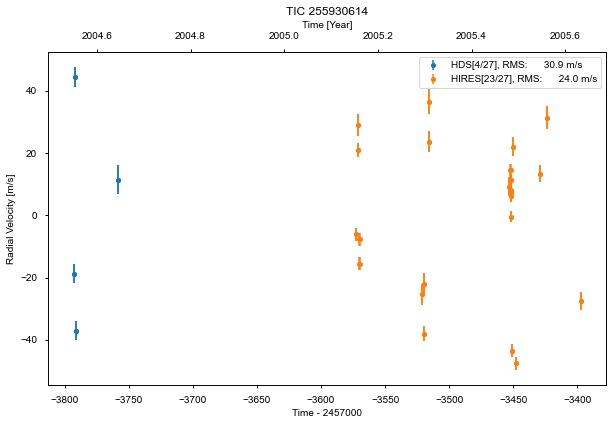 TIC 255930614
Time [Year]
2004.6 2004.8 2005.0 2005.2 2005.4 2005.6
HDS[4/27], RMS: 30.9 m/s
HIRES[23/27], RMS: 24.0 m/s
Radial Velocity [m/s]
40
20
0
−20
−40
−3800 −3750 −3700 −3650 −3600 −3550 −3500 −3450 −3400
Time - 2457000